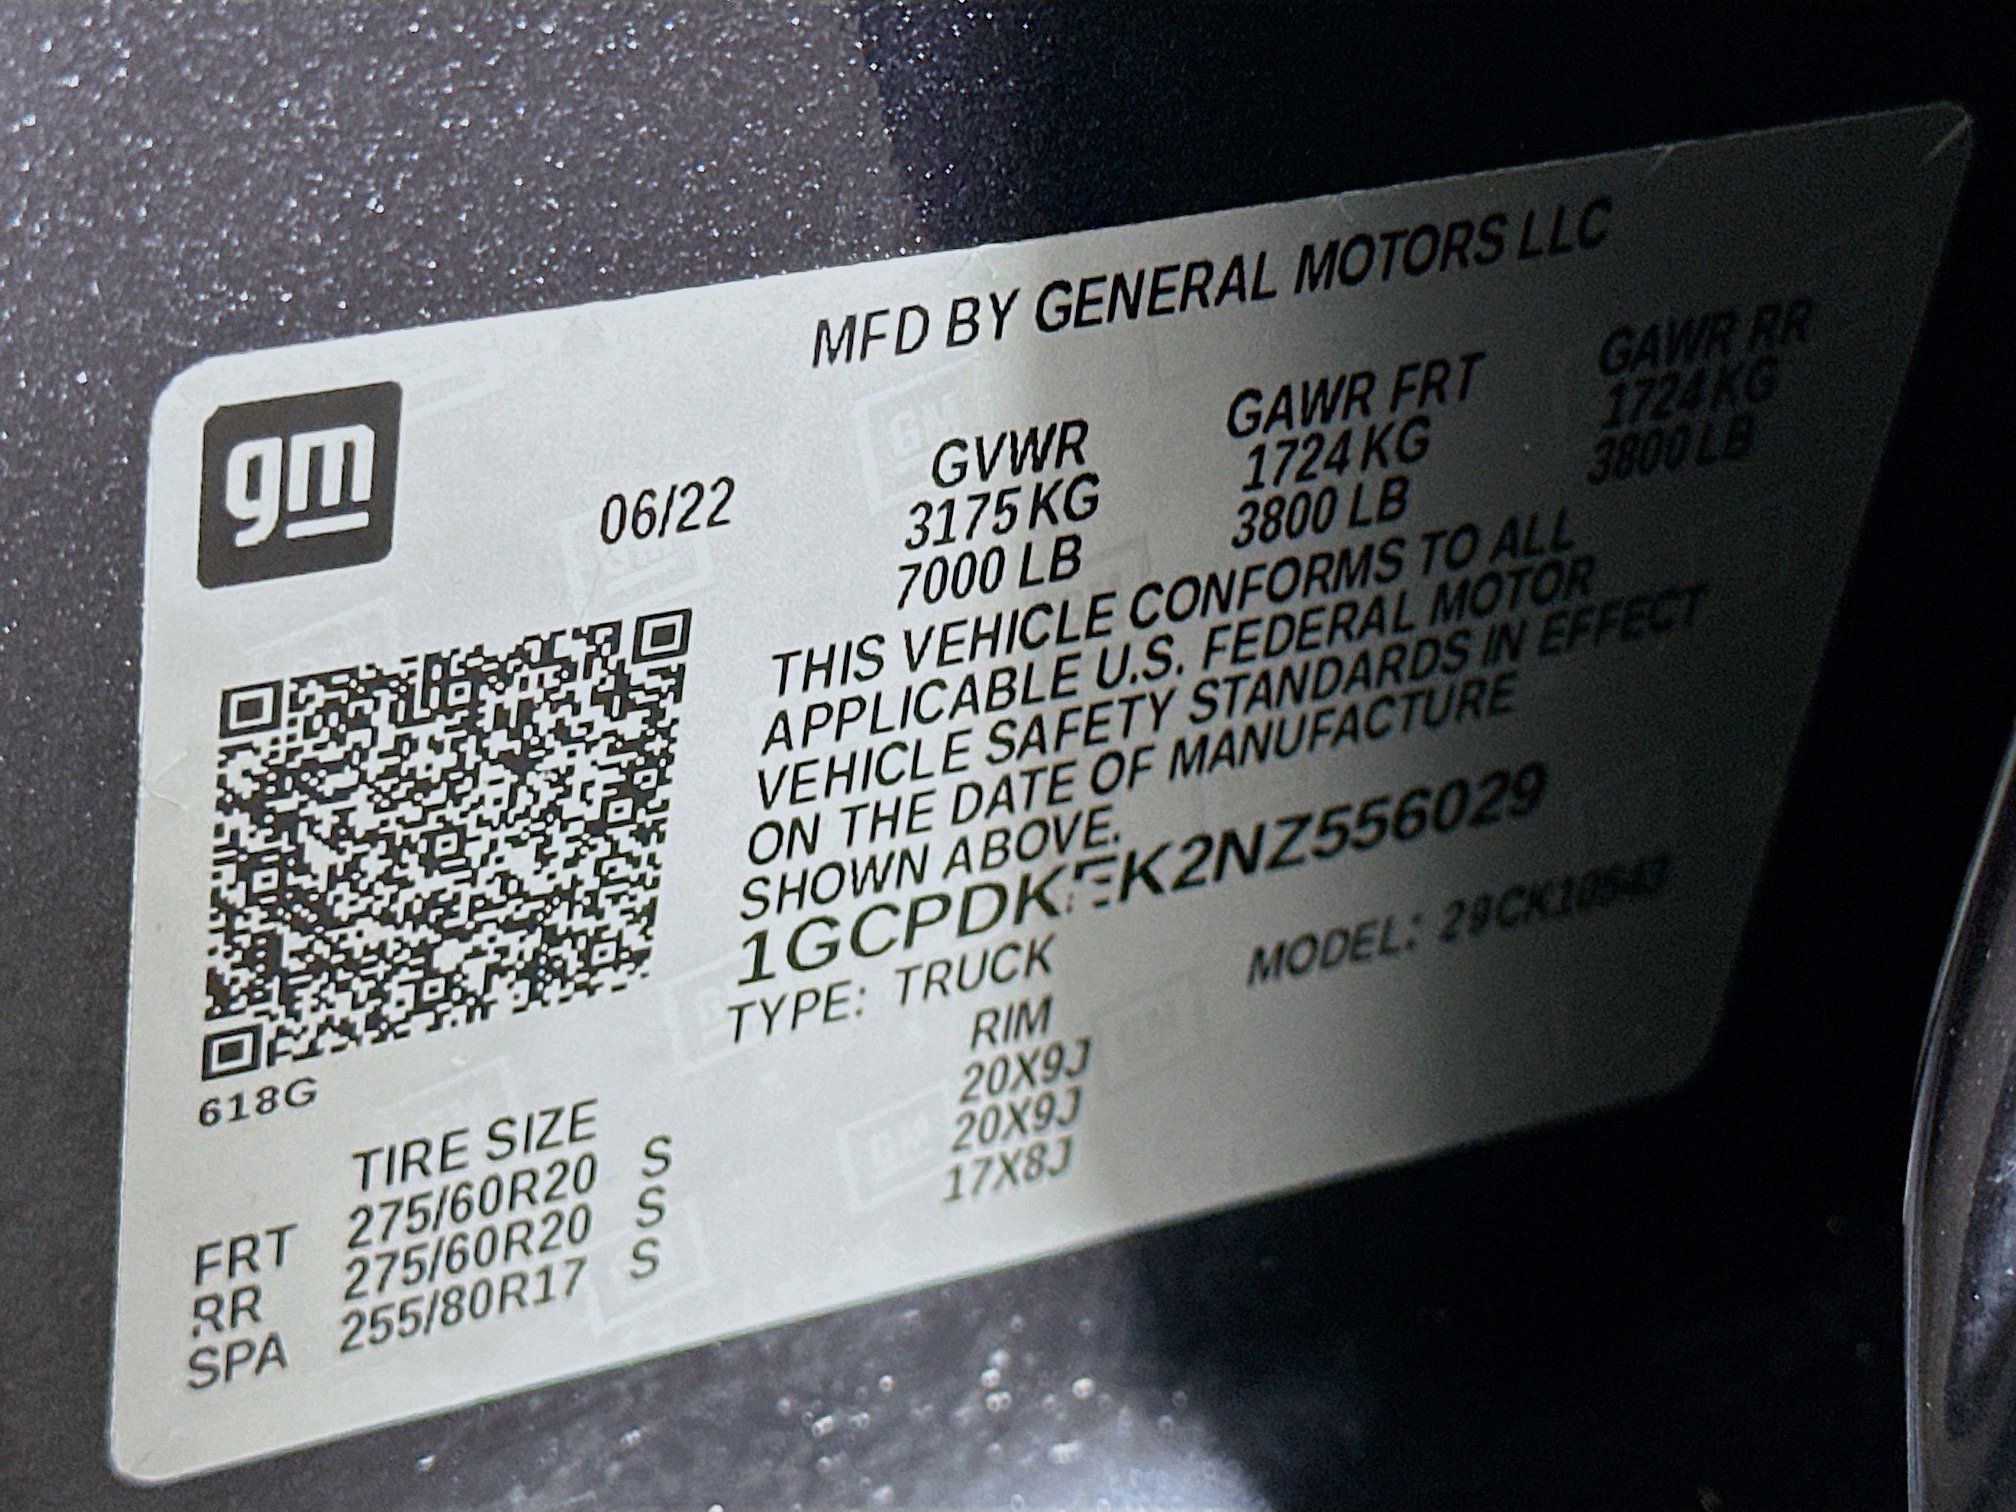 MFD BY GENERAL MOTORS LLC
gm
06/22
GVWR GAWR FRT GAWR RR
3175 KG 1724 KG 1724 KG
7000 LB 3800 LB 3800 LB
THIS VEHICLE CONFORMS TO ALL
APPLICABLE U.S. FEDERAL MOTOR
VEHICLE SAFETY STANDARDS IN EFFECT
ON THE DATE OF MANUFACTURE
SHOWN ABOVE.
1GCPDKEK2NZ556029
TYPE: TRUCK MODEL:
618G
TIRE SIZE RIM
FRT 275/60R20 S 20X9J
RR 275/60R20 S 20X9J
SPA 255/80R17 S 17X8J